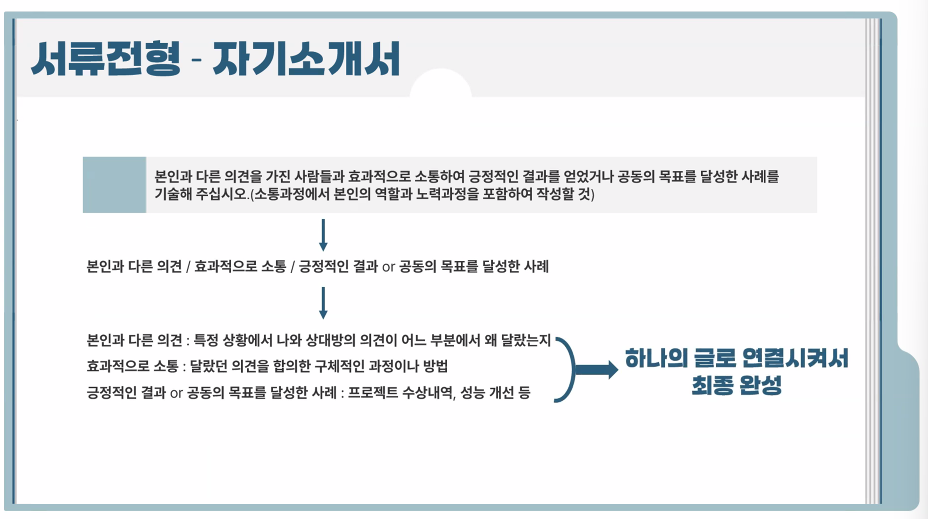 서류전형 - 자기소개서
본인과 다른 의견을 가진 사람들과 효과적으로 소통하여 긍정적인 결과를 얻었거나 공동의 목표를 달성한 사례를
기술해 주십시오.(소통과정에서 본인의 역할과 노력과정을 포함하여 작성할 것)
본인과 다른 의견 / 효과적으로 소통 / 긍정적인 결과 or 공동의 목표를 달성한 사례
본인과 다른 의견 : 특정 상황에서 나와 상대방의 의견이 어느 부분에서 왜 달랐는지
효과적으로 소통 : 달랐던 의견을 합의한 구체적인 과정이나 방법
긍정적인 결과 or 공동의 목표를 달성한 사례 : 프로젝트 수상내역, 성능 개선 등
하나의 글로 연결시켜서
최종 완성